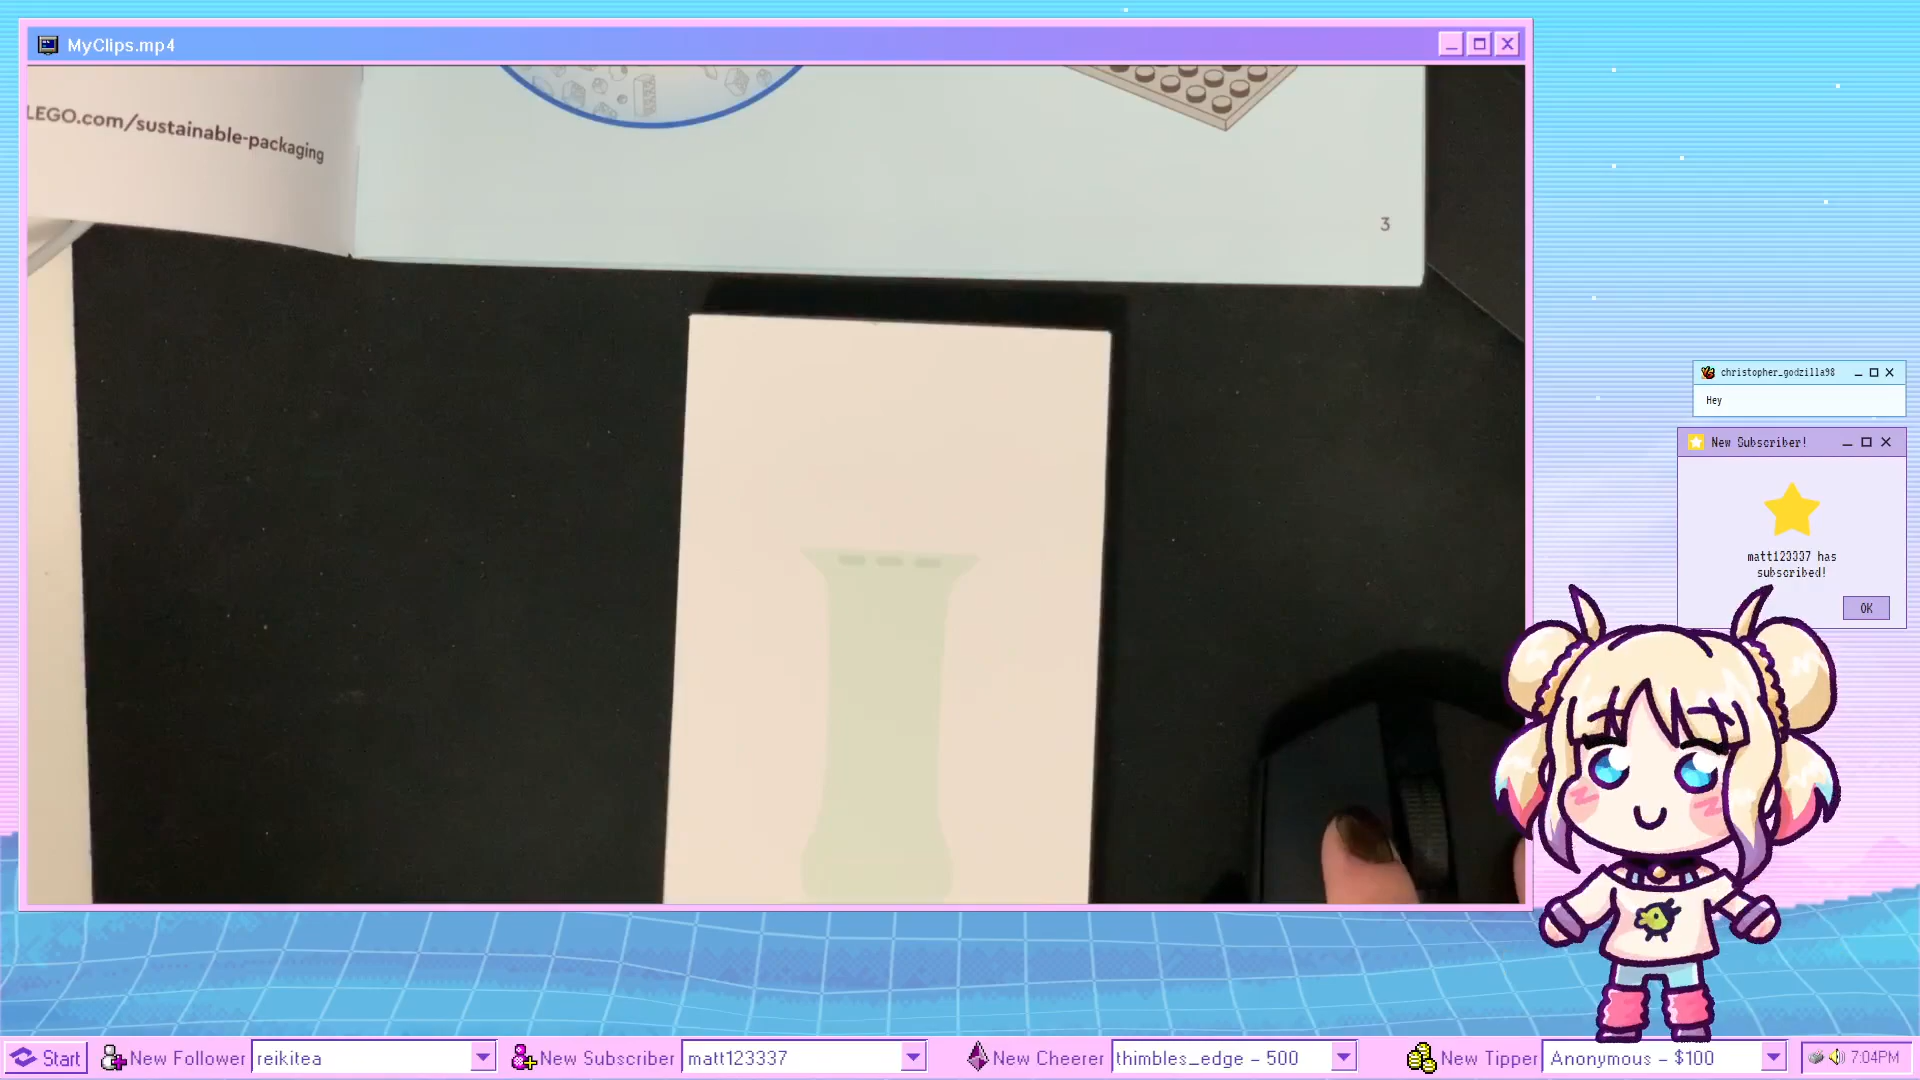 MyClips.mp4
LEGO.com/sustainable-packaging
3
christopher_godzilla98
Hey
New Subscriber!
matt123337 has
subscribed!
OK
Start
New Follower
reikitea
New Subscriber
matt123337
New Cheerer
thimbles_edge - 500
New Tipper
Anonymous - $100
7:04PM